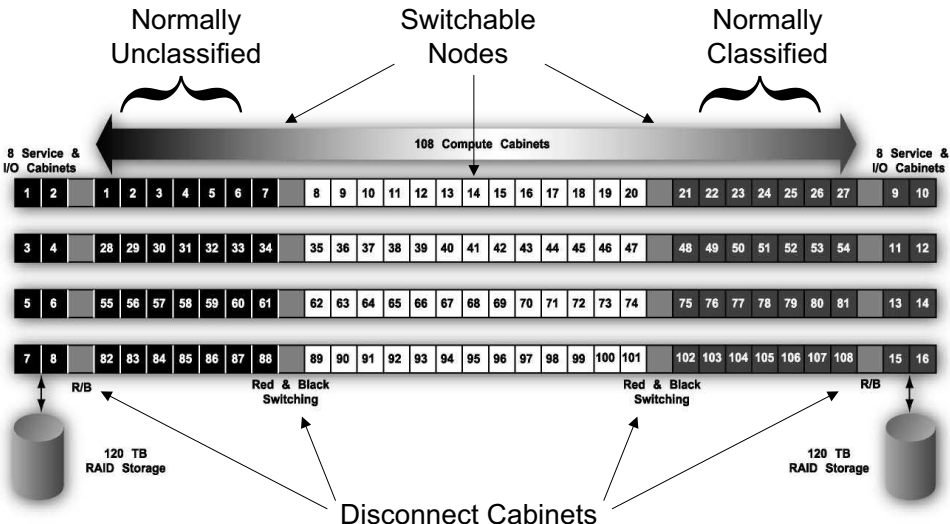 Normally
Unclassified
Switchable
Nodes
Normally
Classified
108 Compute Cabinets
8 Service &
I/O Cabinets
8 Service &
I/O Cabinets
1 2 1 2 3 4 5 6 7 8 9 10 11 12 13 14 15 16 17 18 19 20 21 22 23 24 25 26 27 9 10
3 4 28 29 30 31 32 33 34 35 36 37 38 39 40 41 42 43 44 45 46 47 48 49 50 51 52 53 54 11 12
5 6 55 56 57 58 59 60 61 62 63 64 65 66 67 68 69 70 71 72 73 74 75 76 77 78 79 80 81 13 14
7 8 82 83 84 85 86 87 88 89 90 91 92 93 94 95 96 97 98 99 100 101 102 103 104 105 106 107 108 15 16
R/B
Red & Black
Switching
Red & Black
Switching
R/B
120 TB
RAID Storage
120 TB
RAID Storage
Disconnect Cabinets